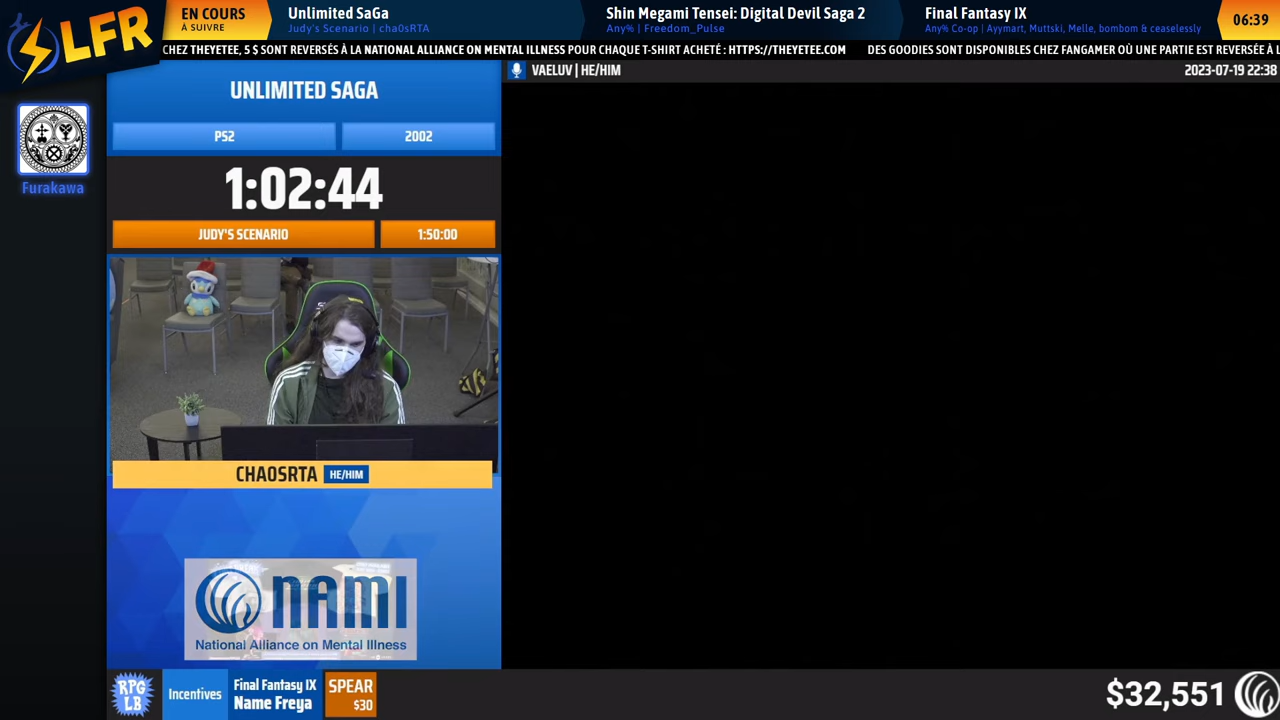 LFR
EN COURS
À SUIVRE
Unlimited SaGa
Judy's Scenario | cha0sRTA
Shin Megami Tensei: Digital Devil Saga 2
Any% | Freedom_Pulse
Final Fantasy IX
Any% Co-op | Ayymart, Muttski, Melle, bombom & ceaselessly
06:39
CHEZ THEYETEE, 5 $ SONT REVERSÉS À LA NATIONAL ALLIANCE ON MENTAL ILLNESS POUR CHAQUE T-SHIRT ACHETÉ : HTTPS://THEYETEE.COM
DES GOODIES SONT DISPONIBLES CHEZ FANGAMER OÙ UNE PARTIE EST REVERSÉE À L
VAELUV | HE/HIM
2023-07-19 22:38
Furakawa
UNLIMITED SAGA
PS2
2002
1:02:44
JUDY'S SCENARIO
1:50:00
CHA0SRTA
HE/HIM
NAMI
National Alliance on Mental Illness
RPG
LB
Incentives
Final Fantasy IX
Name Freya
SPEAR
$30
$32,551